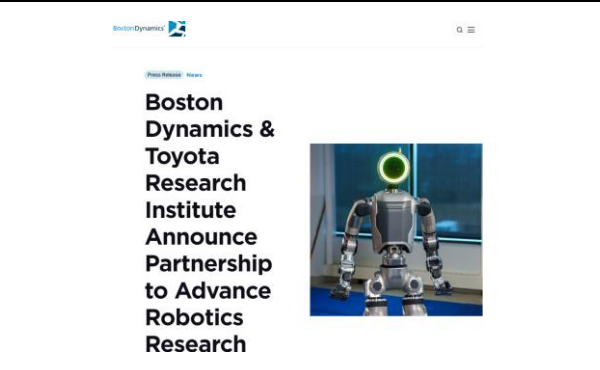 BostonDynamics
Press Release News
Boston
Dynamics &
Toyota
Research
Institute
Announce
Partnership
to Advance
Robotics
Research